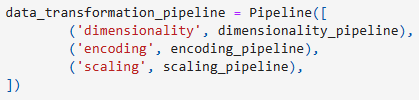 data_transformation_pipeline = Pipeline([
        ('dimensionality', dimensionality_pipeline),
        ('encoding', encoding_pipeline),
        ('scaling', scaling_pipeline),
])